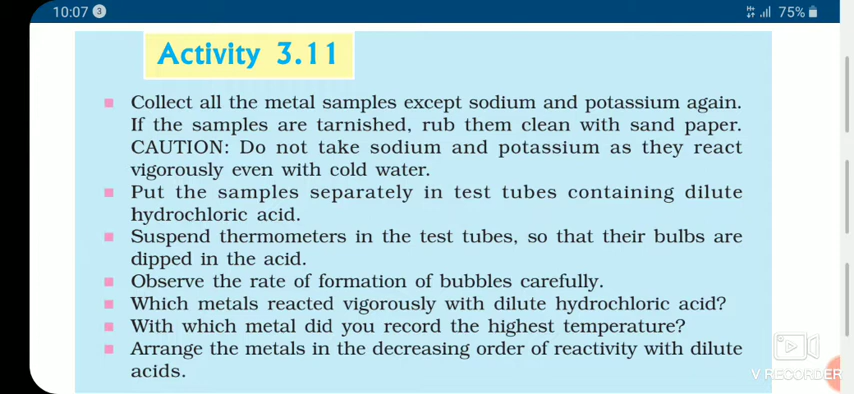 10:07 3 75%
Activity 3.11
Collect all the metal samples except sodium and potassium again.
If the samples are tarnished, rub them clean with sand paper.
CAUTION: Do not take sodium and potassium as they react
vigorously even with cold water.
Put the samples separately in test tubes containing dilute
hydrochloric acid.
Suspend thermometers in the test tubes, so that their bulbs are
dipped in the acid.
Observe the rate of formation of bubbles carefully.
Which metals reacted vigorously with dilute hydrochloric acid?
With which metal did you record the highest temperature?
Arrange the metals in the decreasing order of reactivity with dilute
acids.
V RECORDER